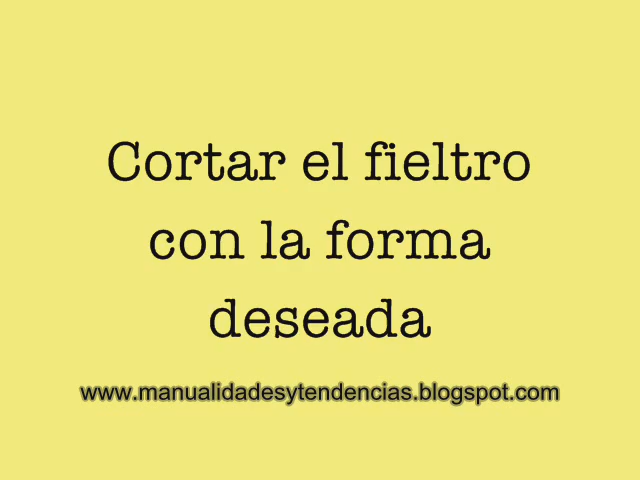 Cortar el fieltro
con la forma
deseada
www.manualidadesytendencias.blogspot.com